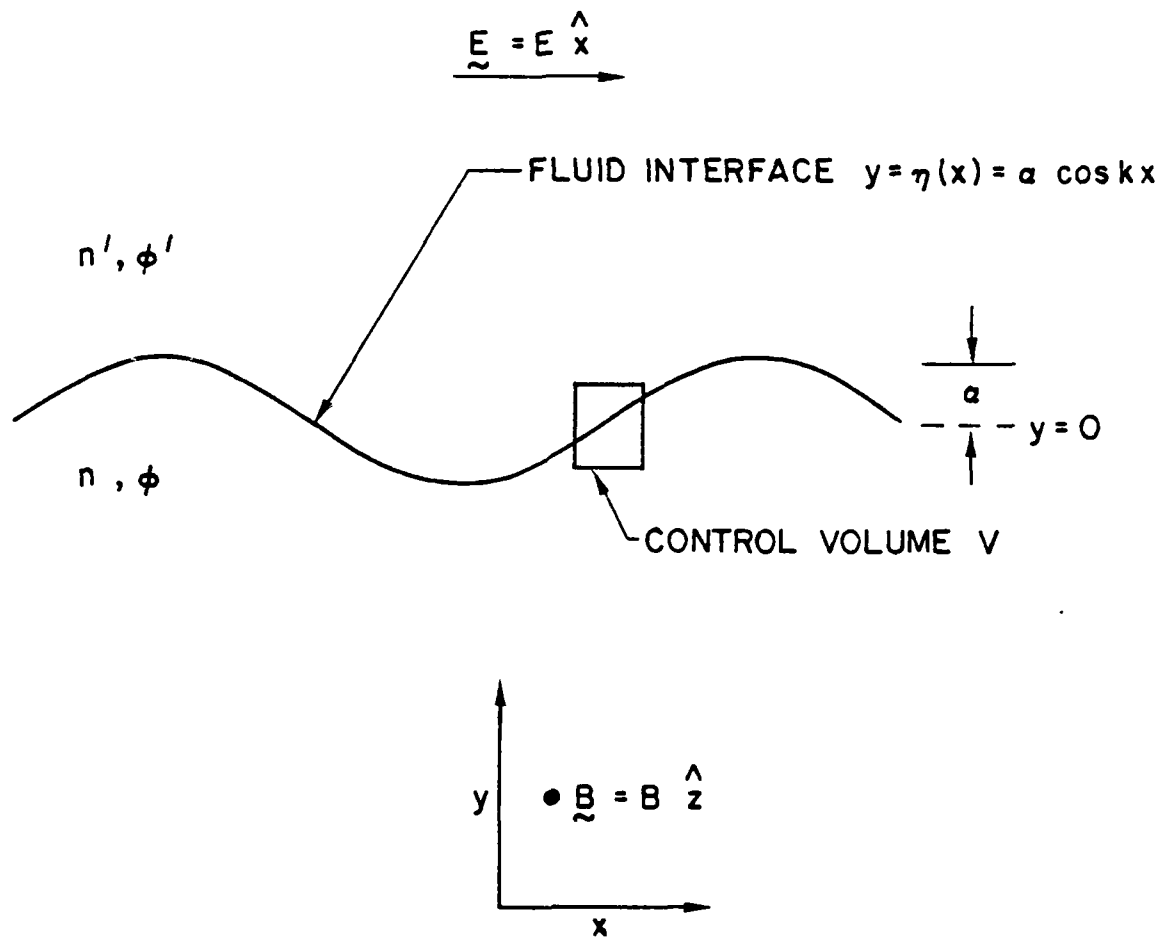 E = E x̂
FLUID INTERFACE y = η(x) = α cos kx
n′, ϕ′
α
y = 0
n , ϕ
CONTROL VOLUME V
y
B = B ẑ
x